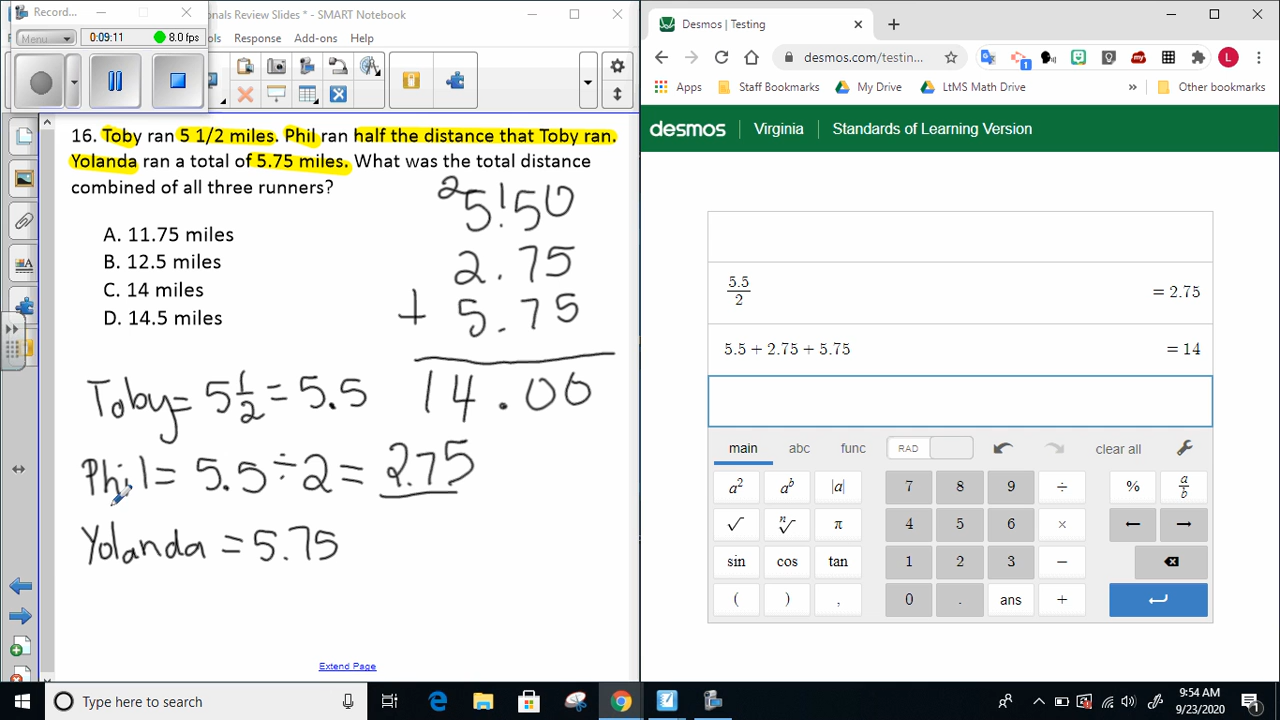 Record...
Menu
00:09:11
8.0 fps
onals Review Slides * - SMART Notebook
ols Response Add-ons Help
16. Toby ran 5 1/2 miles. Phil ran half the distance that Toby ran.
Yolanda ran a total of 5.75 miles. What was the total distance
combined of all three runners?
A. 11.75 miles
B. 12.5 miles
C. 14 miles
D. 14.5 miles
2 1
5.50
2.75
+ 5.75
14.00
Toby = 5 1/2 = 5.5
Phil = 5.5 ÷ 2 = 2.75
Yolanda = 5.75
Extend Page
Desmos | Testing
desmos.com/testin...
1
L
Apps My Drive LtMS Math Drive » Other bookmarks
desmos Virginia Standards of Learning Version
5.5/2 = 2.75
5.5 + 2.75 + 5.75 = 14
main abc func RAD clear all
a² aᵇ |a| 7 8 9 ÷ % a/b
√ ⁿ√ π 4 5 6 × ← →
sin cos tan 1 2 3 −
( ) , 0 . ans +
Type here to search
9:54 AM
9/23/2020
1